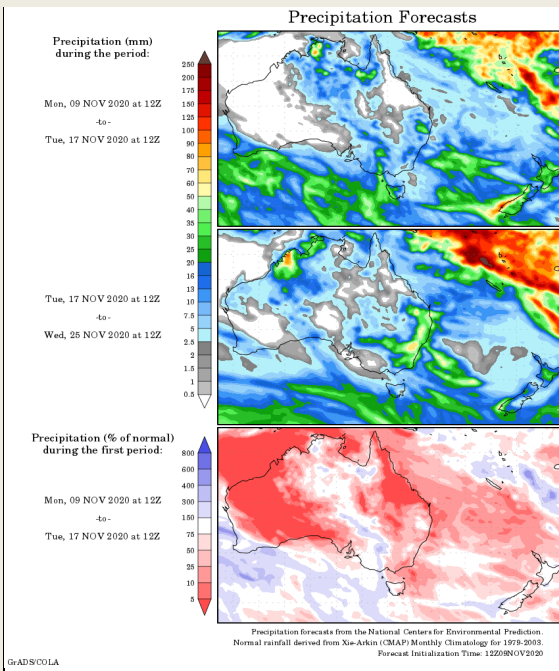 Precipitation Forecasts
Precipitation (mm)
during the period:
Mon, 09 NOV 2020 at 12Z
-to-
Tue, 17 NOV 2020 at 12Z
250
200
175
150
125
100
90
80
70
60
50
40
35
30
25
20
16
13
10
7.5
5
2.5
2
1.5
1
0.5
Tue, 17 NOV 2020 at 12Z
-to-
Wed, 25 NOV 2020 at 12Z
Precipitation (% of normal)
during the first period:
Mon, 09 NOV 2020 at 12Z
-to-
Tue, 17 NOV 2020 at 12Z
800
600
400
300
150
75
50
25
10
5
Precipitation forecasts from the National Centers for Environmental Prediction.
Normal rainfall derived from Xie-Arkin (CMAP) Monthly Climatology for 1979-2003.
Forecast Initialization Time: 12Z09NOV2020
GrADS/COLA